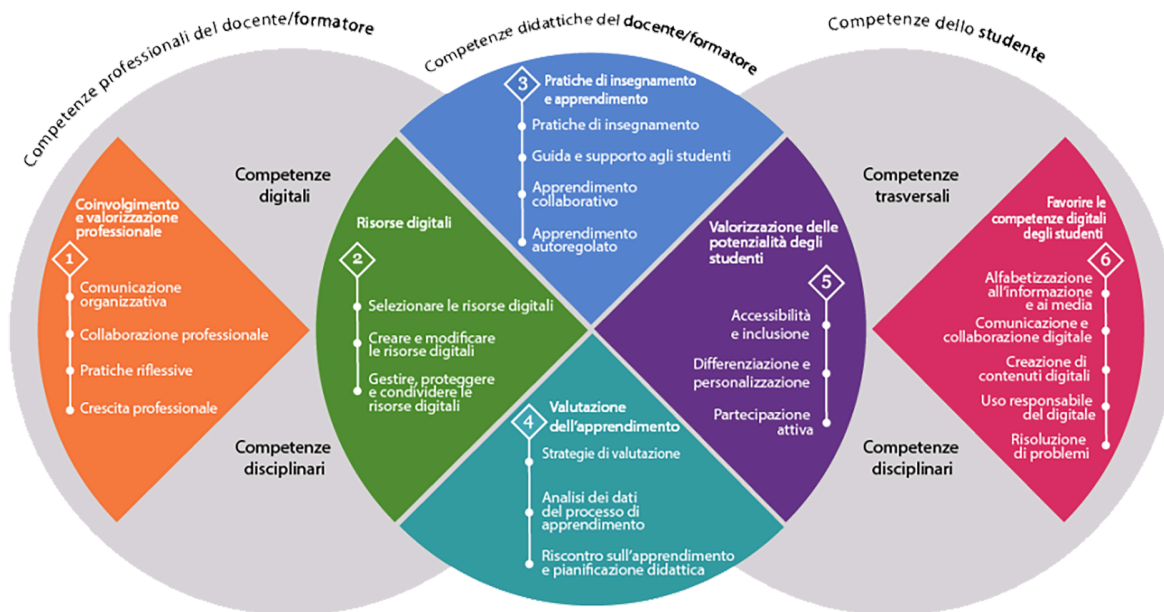 Competenze professionali del docente/formatore
Competenze didattiche del docente/formatore
Competenze dello studente
Competenze
digitali
Competenze
disciplinari
Coinvolgimento
e valorizzazione
professionale
1
Comunicazione
organizzativa
Collaborazione professionale
Pratiche riflessive
Crescita professionale
Risorse digitali
2
Selezionare le risorse digitali
Creare e modificare
le risorse digitali
Gestire, proteggere
e condividere le
risorse digitali
3
Pratiche di insegnamento
e apprendimento
Pratiche di insegnamento
Guida e supporto agli studenti
Apprendimento
collaborativo
Apprendimento
autoregolato
4
Valutazione
dell'apprendimento
Strategie di valutazione
Analisi dei dati
del processo di
apprendimento
Riscontro sull'apprendimento
e pianificazione didattica
Valorizzazione delle
potenzialità degli
studenti
5
Accessibilità
e inclusione
Differenziazione e
personalizzazione
Partecipazione
attiva
Competenze
trasversali
Competenze
disciplinari
Favorire le
competenze digitali
degli studenti
6
Alfabetizzazione
all'informazione
e ai media
Comunicazione e
collaborazione digitale
Creazione di
contenuti digitali
Uso responsabile
del digitale
Risoluzione
di problemi